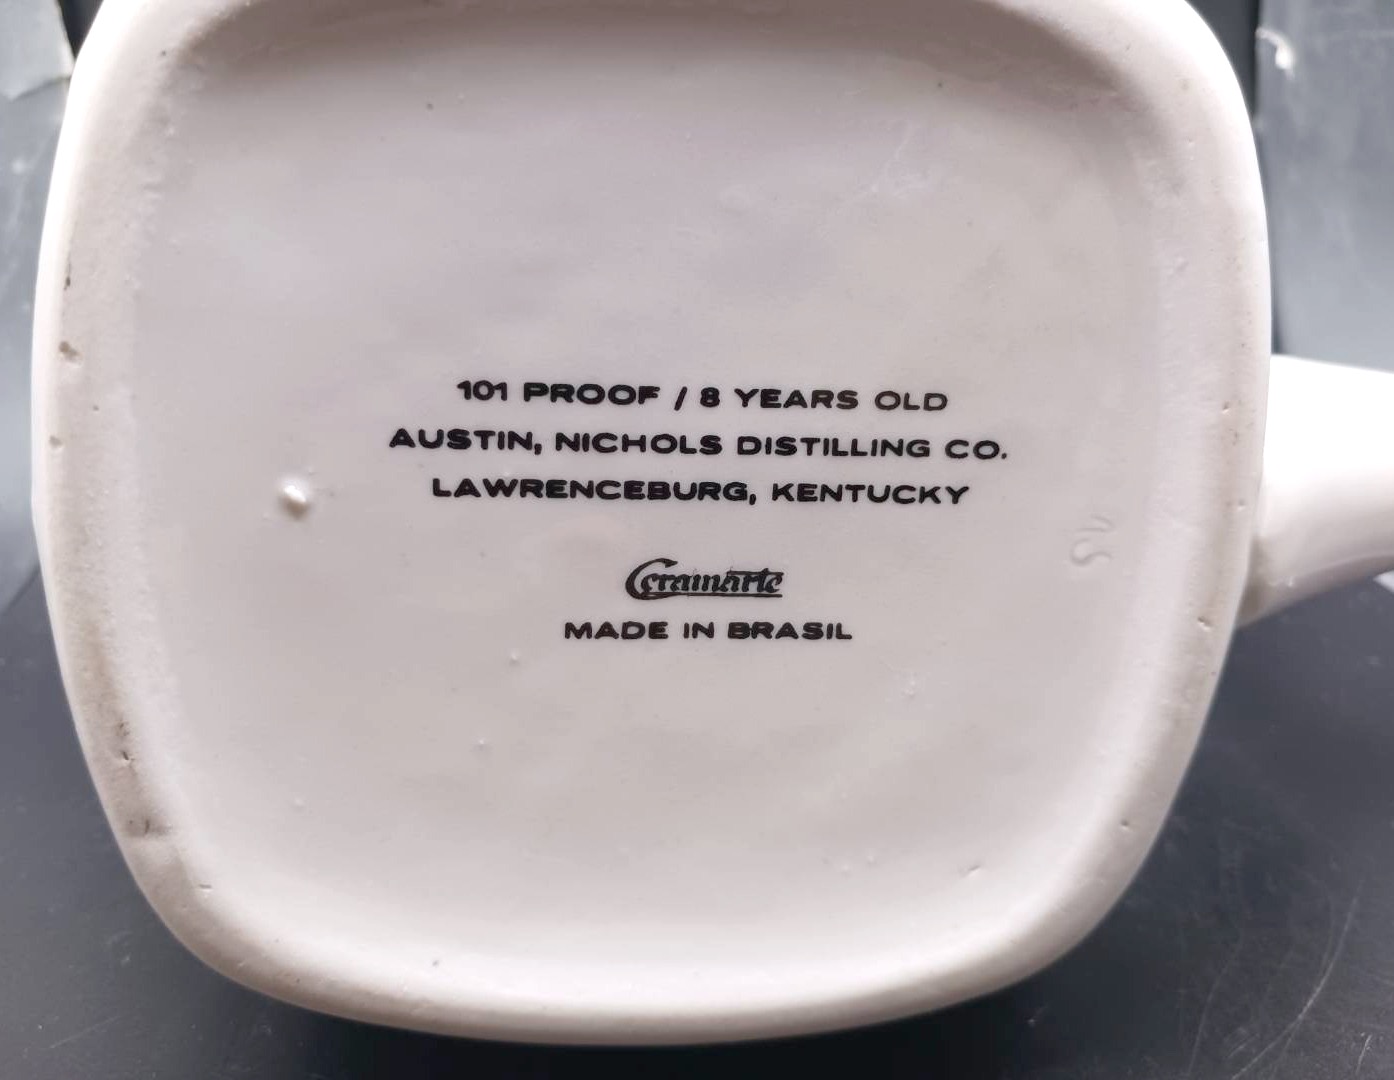 101 PROOF / 8 YEARS OLD
AUSTIN, NICHOLS DISTILLING CO.
LAWRENCEBURG, KENTUCKY
Ceramarte
MADE IN BRASIL